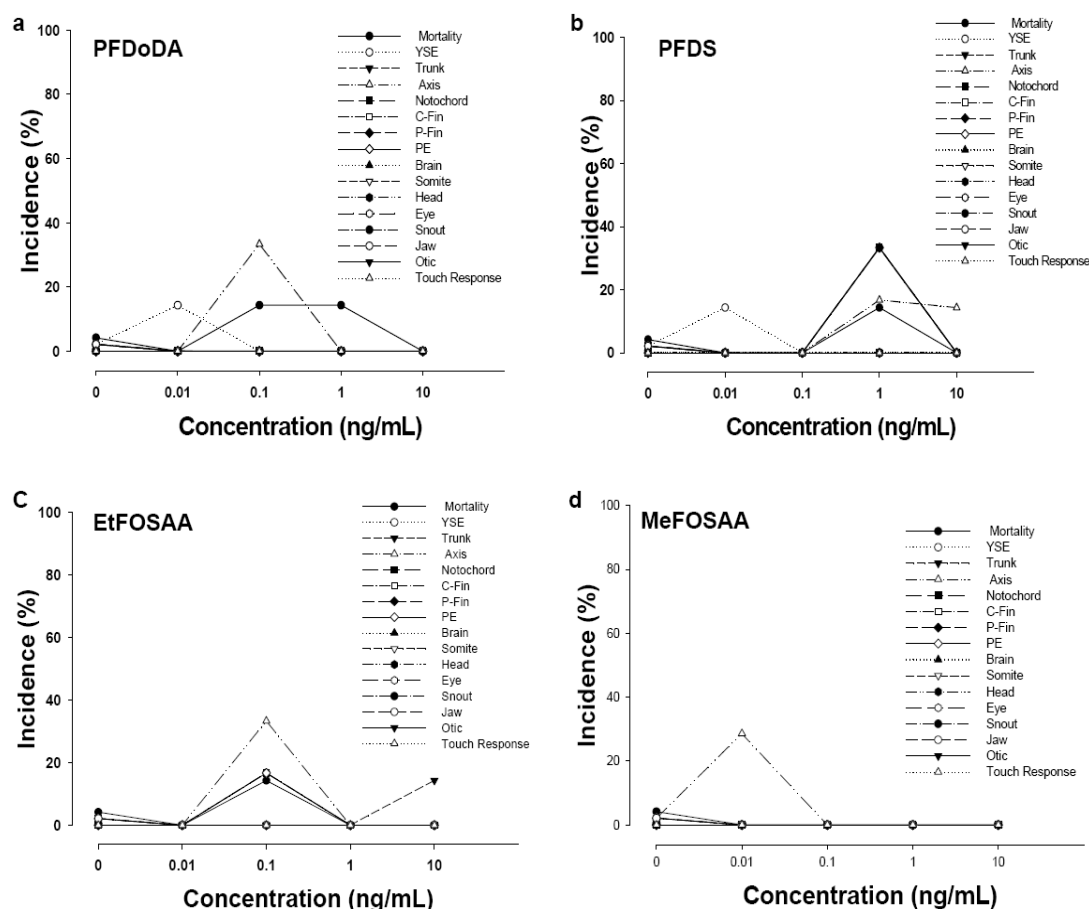 a
PFDoDA
Incidence (%)
100
80
60
40
20
0
0 0.01 0.1 1 10
Concentration (ng/mL)
Mortality
YSE
Trunk
Axis
Notochord
C-Fin
P-Fin
PE
Brain
Somite
Head
Eye
Snout
Jaw
Otic
Touch Response
b
PFDS
Incidence (%)
100
80
60
40
20
0
0 0.01 0.1 1 10
Concentration (ng/mL)
Mortality
YSE
Trunk
Axis
Notochord
C-Fin
P-Fin
PE
Brain
Somite
Head
Eye
Snout
Jaw
Otic
Touch Response
C
EtFOSAA
Incidence (%)
100
80
60
40
20
0
0 0.01 0.1 1 10
Concentration (ng/mL)
Mortality
YSE
Trunk
Axis
Notochord
C-Fin
P-Fin
PE
Brain
Somite
Head
Eye
Snout
Jaw
Otic
Touch Response
d
MeFOSAA
Incidence (%)
100
80
60
40
20
0
0 0.01 0.1 1 10
Concentration (ng/mL)
Mortality
YSE
Trunk
Axis
Notochord
C-Fin
P-Fin
PE
Brain
Somite
Head
Eye
Snout
Jaw
Otic
Touch Response